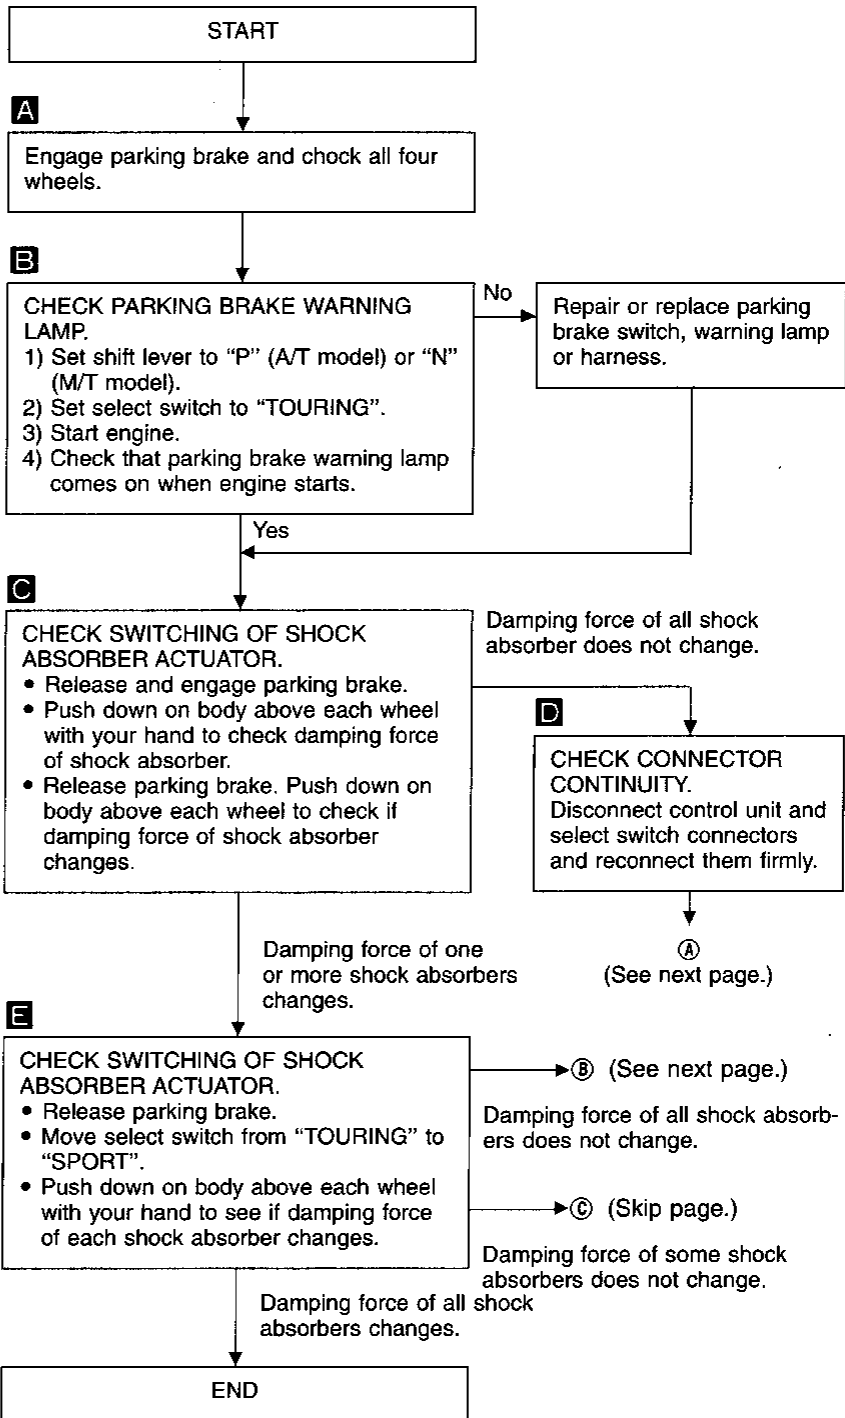 START
A
Engage parking brake and chock all four
wheels.
B
CHECK PARKING BRAKE WARNING
LAMP.
1) Set shift lever to “P” (A/T model) or “N”
(M/T model).
2) Set select switch to “TOURING”.
3) Start engine.
4) Check that parking brake warning lamp
comes on when engine starts.
No
Repair or replace parking
brake switch, warning lamp
or harness.
Yes
C
CHECK SWITCHING OF SHOCK
ABSORBER ACTUATOR.
• Release and engage parking brake.
• Push down on body above each wheel
with your hand to check damping force
of shock absorber.
• Release parking brake. Push down on
body above each wheel to check if
damping force of shock absorber
changes.
Damping force of all shock
absorber does not change.
D
CHECK CONNECTOR
CONTINUITY.
Disconnect control unit and
select switch connectors
and reconnect them firmly.
Ⓐ
(See next page.)
Damping force of one
or more shock absorbers
changes.
E
CHECK SWITCHING OF SHOCK
ABSORBER ACTUATOR.
• Release parking brake.
• Move select switch from “TOURING” to
“SPORT”.
• Push down on body above each wheel
with your hand to see if damping force
of each shock absorber changes.
Ⓑ (See next page.)
Damping force of all shock absorb-
ers does not change.
Ⓒ (Skip page.)
Damping force of some shock
absorbers does not change.
Damping force of all shock
absorbers changes.
END